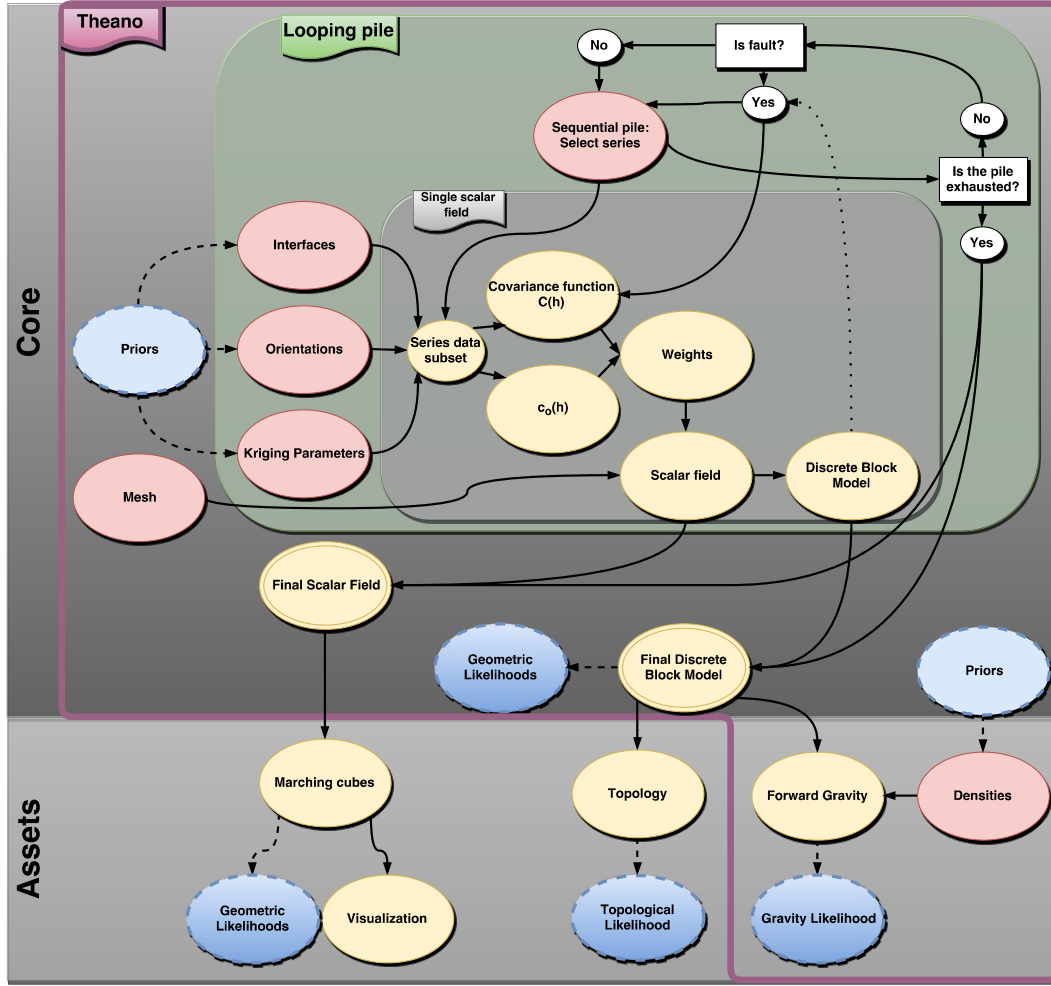 Theano
Looping pile
No
Is fault?
Yes
Sequential pile:
Select series
No
Is the pile
exhausted?
Yes
Single scalar
field
Interfaces
Covariance function
C(h)
Core
Priors
Orientations
Series data
subset
Weights
c₀(h)
Kriging Parameters
Mesh
Scalar field
Discrete Block
Model
Final Scalar Field
Geometric
Likelihoods
Final Discrete
Block Model
Priors
Marching cubes
Topology
Forward Gravity
Densities
Assets
Geometric
Likelihoods
Visualization
Topological
Likelihood
Gravity Likelihood